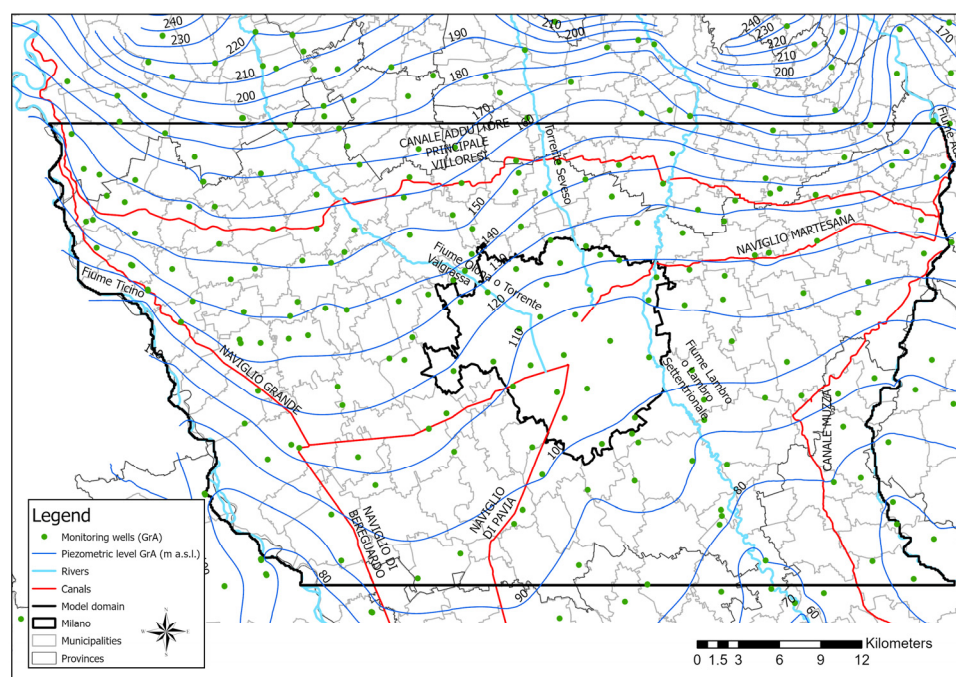 240
230
220
210
200
190
180
170
160
150
140
110
120
110
100
90
80
80
60
210
200
240
230
220
210
200
170
CANALE ADDUTTORE
PRINCIPALE
VILLORESI
Torrente Seveso
NAVIGLIO MARTESANA
Fiume Olona o Torrente
Valgressa
Fiume Ticino
NAVIGLIO GRANDE
Fiume Lambro
o Lambro
Settentrionale
CANALE MUZZA
NAVIGLIO DI
BEREGUARDO
NAVIGLIO
DI PAVIA
Legend
Monitoring wells (GrA)
Piezometric level GrA (m a.s.l.)
Rivers
Canals
Model domain
Milano
Municipalities
Provinces
N
W
E
S
Kilometers
0 1.5 3 6 9 12